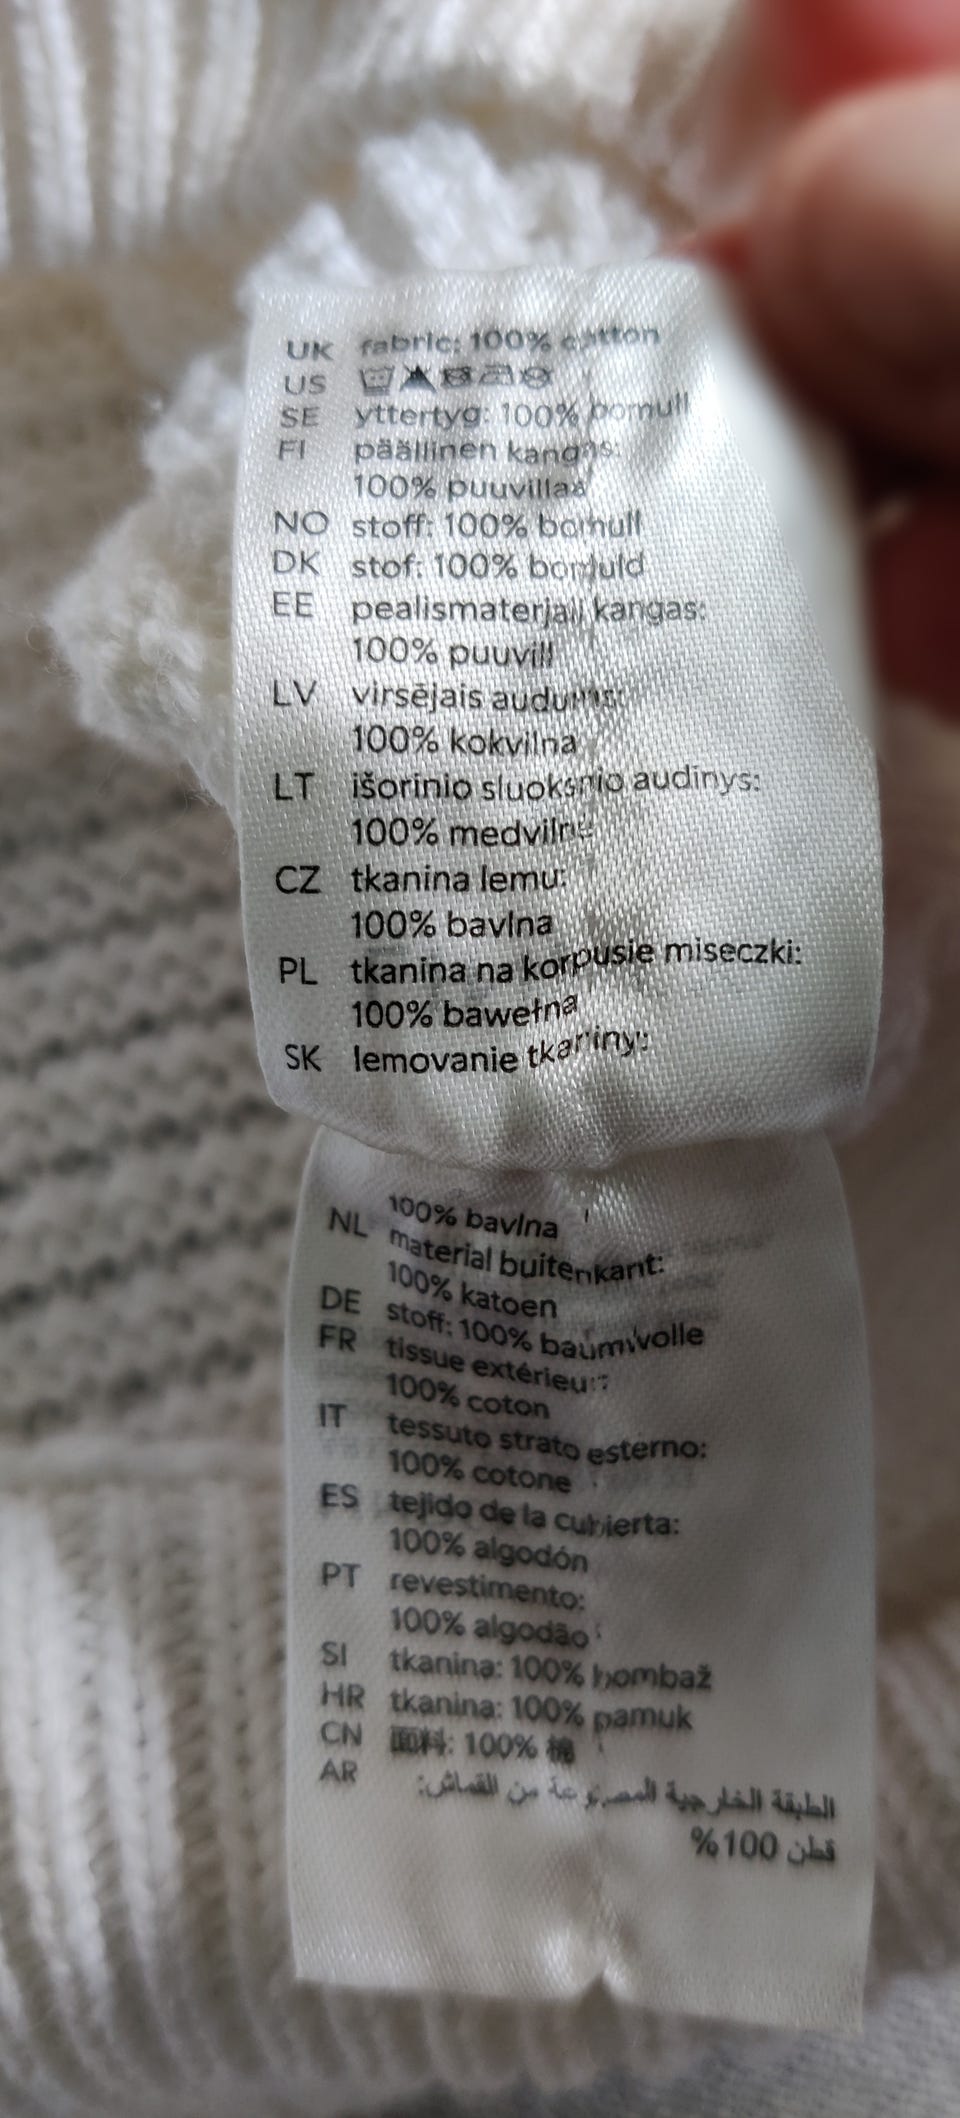 UK fabric: 100% cotton
US
SE yttertyg: 100% bomull
FI päällinen kangas:
100% puuvillaa
NO stoff: 100% bomull
DK stof: 100% bomuld
EE pealismaterjali kangas:
100% puuvill
LV virsējais audums:
100% kokvilna
LT išorinio sluoksnio audinys:
100% medvilnė
CZ tkanina lemu:
100% bavlna
PL tkanina na korpusie miseczki:
100% bawełna
SK lemovanie tkaniny:
100% bavlna
NL material buitenkant:
100% katoen
DE stoff: 100% baumwolle
FR tissue extérieur:
100% coton
IT tessuto strato esterno:
100% cotone
ES tejido de la cubierta:
100% algodón
PT revestimento:
100% algodão
SI tkanina: 100% bombaž
HR tkanina: 100% pamuk
CN 面料: 100% 棉
AR الطبقة الخارجية المصنوعة من القماش:
قطن 100%